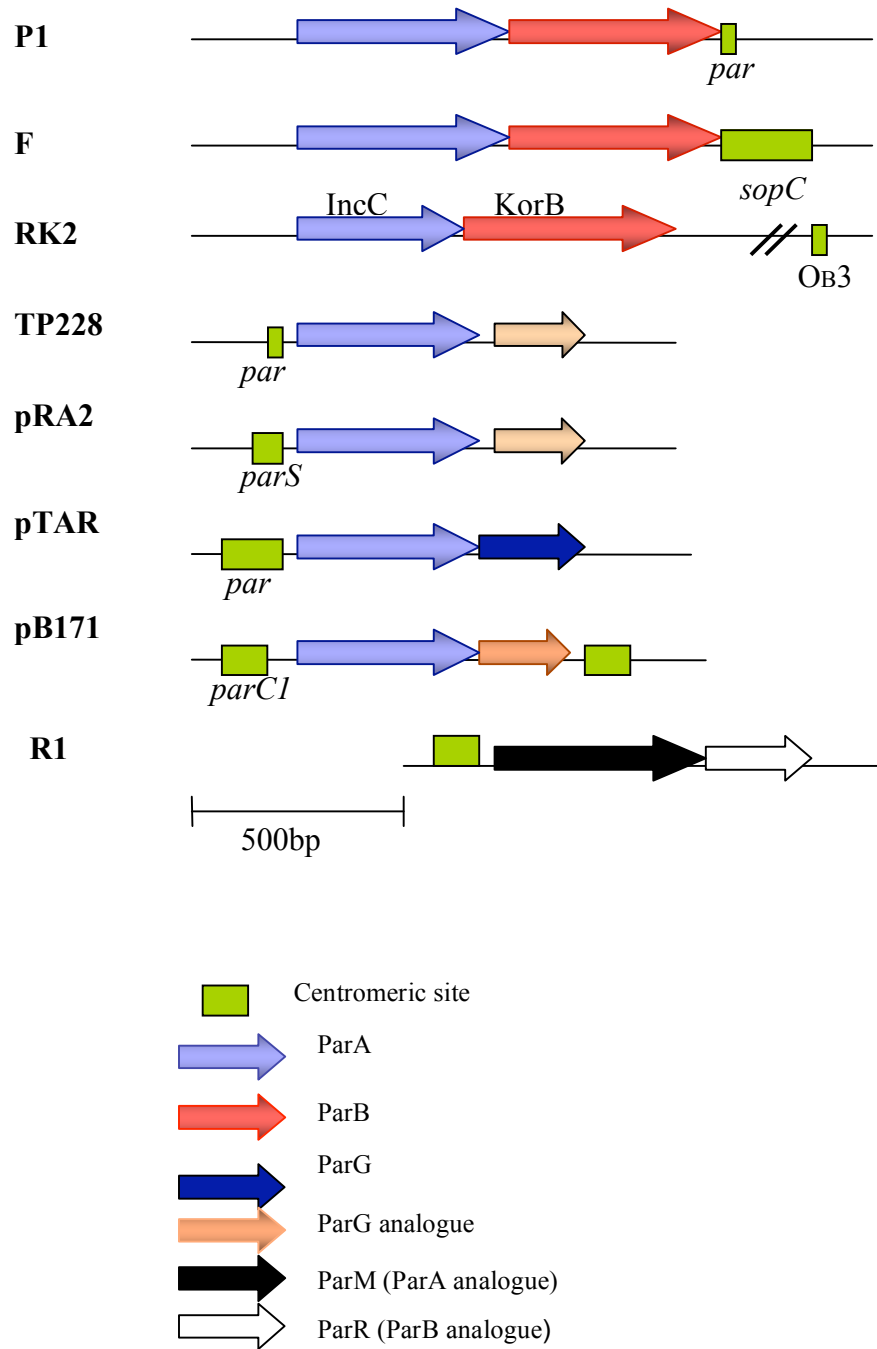 P1
par
F
sopC
IncC KorB
RK2
OB3
TP228
par
pRA2
parS
pTAR
par
pB171
parC1
R1
500bp
Centromeric site
ParA
ParB
ParG
ParG analogue
ParM (ParA analogue)
ParR (ParB analogue)